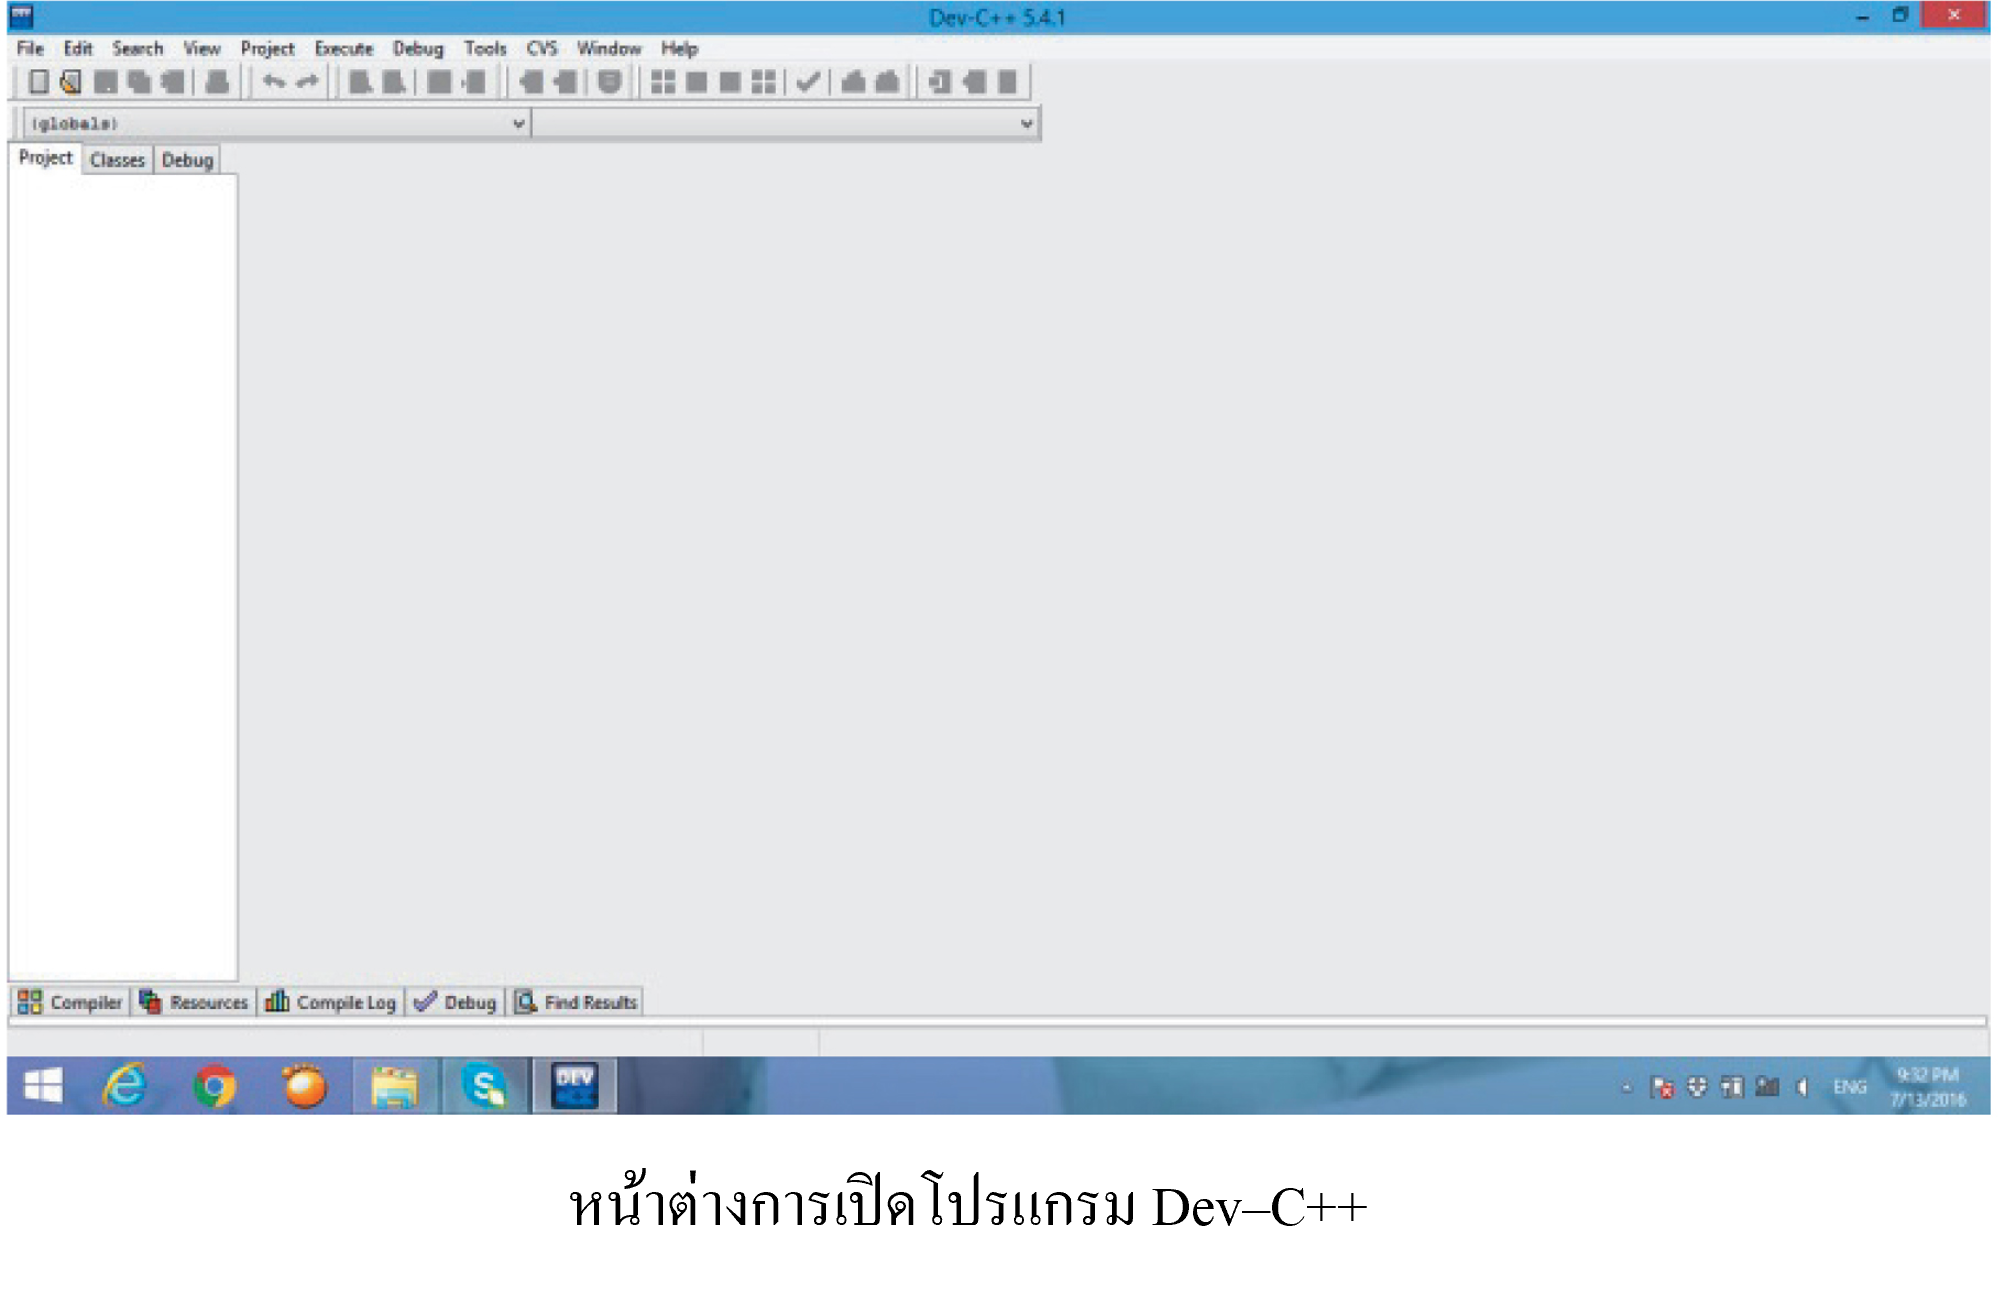 Dev-C++ 5.4.1
File Edit Search View Project Execute Debug Tools CVS Window Help
(globals)
Project Classes Debug
Compiler Resources Compile Log Debug Find Results
DEV
ENG
9:32 PM
7/13/2016
หน้าต่างการเปิดโปรแกรม Dev–C++